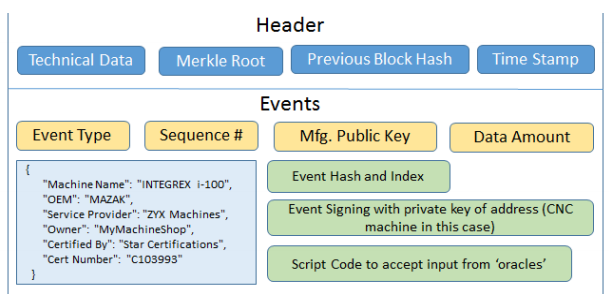 Header
Technical Data
Merkle Root
Previous Block Hash
Time Stamp
Events
Event Type
Sequence #
Mfg. Public Key
Data Amount
{
"Machine Name": "INTEGREX i-100",
"OEM": "MAZAK",
"Service Provider": "ZYX Machines",
"Owner": "MyMachineShop",
"Certified By": "Star Certifications",
"Cert Number": "C103993"
}
Event Hash and Index
Event Signing with private key of address (CNC
machine in this case)
Script Code to accept input from 'oracles'